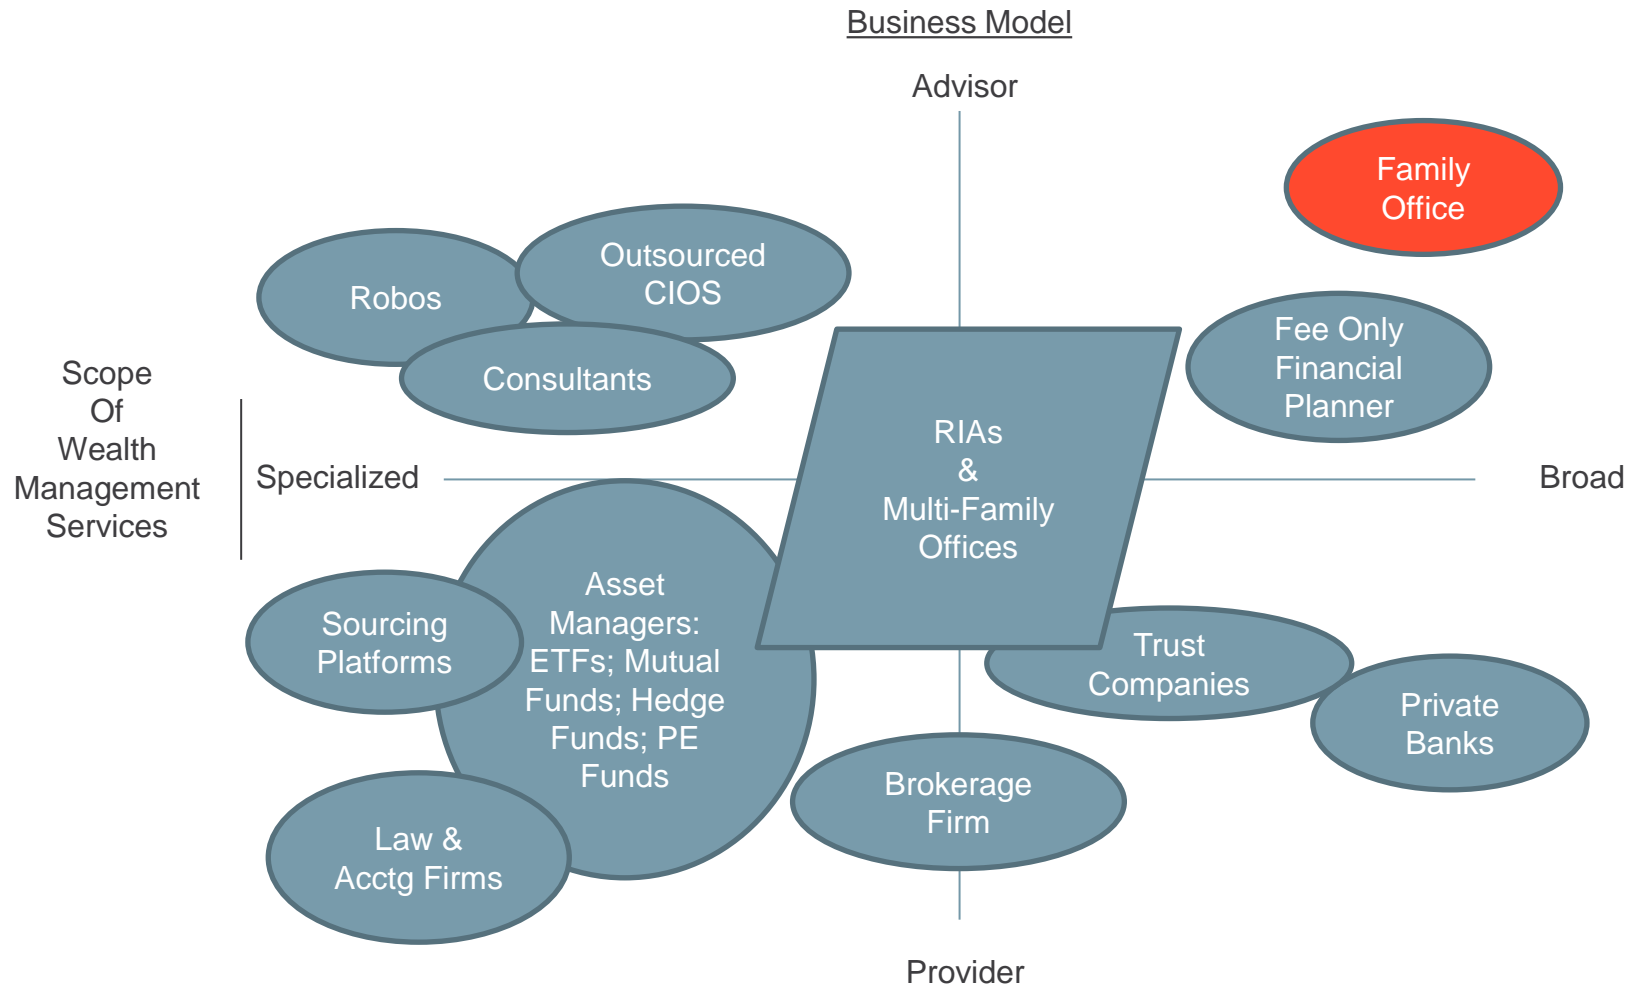 Business Model
Advisor
Family
Office
Outsourced
CIOS
Robos
Consultants
Fee Only
Financial
Planner
Scope
Of
Wealth
Management
Services
Specialized
RIAs
&
Multi-Family
Offices
Broad
Sourcing
Platforms
Asset
Managers:
ETFs; Mutual
Funds; Hedge
Funds; PE
Funds
Trust
Companies
Private
Banks
Brokerage
Firm
Law &
Acctg Firms
Provider